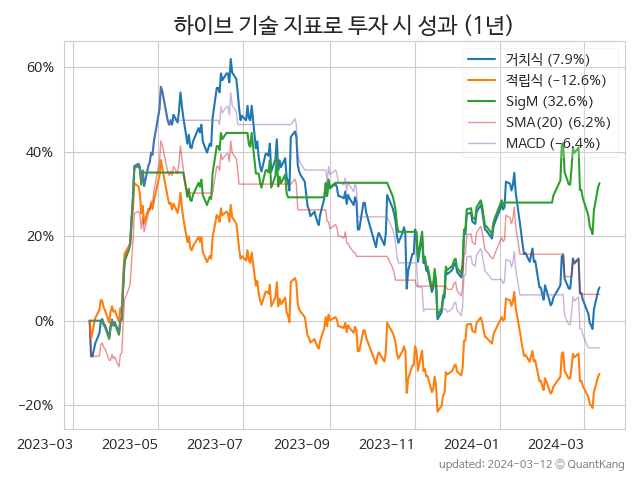 하이브 기술 지표로 투자 시 성과 (1년)
거치식 (7.9%)
적립식 (−12.6%)
SigM (32.6%)
SMA(20) (6.2%)
MACD (−6.4%)
60%
40%
20%
0%
−20%
2023-03 2023-05 2023-07 2023-09 2023-11 2024-01 2024-03
updated: 2024-03-12 © QuantKang